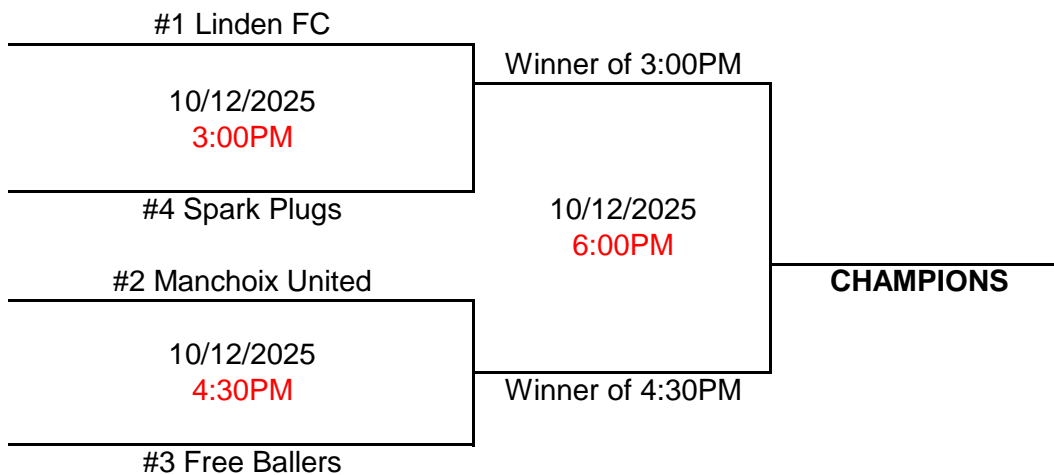 #1 Linden FC
Winner of 3:00PM
10/12/2025
3:00PM
#4 Spark Plugs
10/12/2025
6:00PM
#2 Manchoix United
CHAMPIONS
10/12/2025
4:30PM
Winner of 4:30PM
#3 Free Ballers